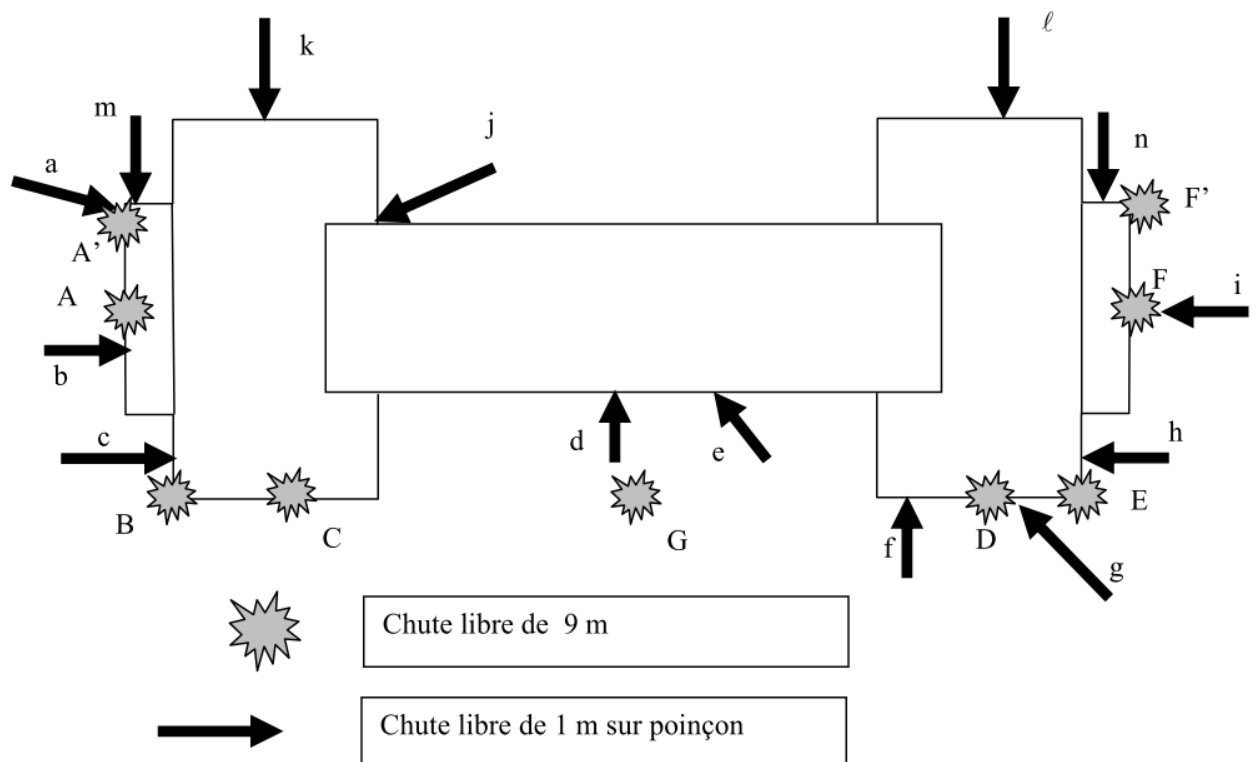 k
ℓ
m
j
n
a
A'
F'
A
F
i
b
c
d
e
h
B
C
G
f
D
E
g
Chute libre de 9 m
Chute libre de 1 m sur poinçon